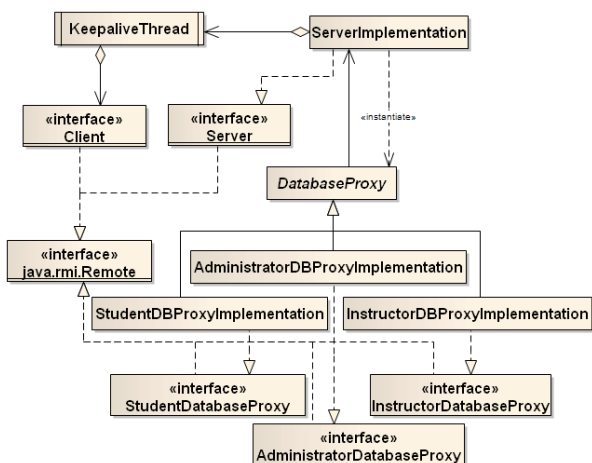 KeepaliveThread
ServerImplementation
«interface»
Client
«interface»
Server
«instantiate»
DatabaseProxy
«interface»
java.rmi.Remote
AdministratorDBProxyImplementation
StudentDBProxyImplementation
InstructorDBProxyImplementation
«interface»
StudentDatabaseProxy
«interface»
InstructorDatabaseProxy
«interface»
AdministratorDatabaseProxy